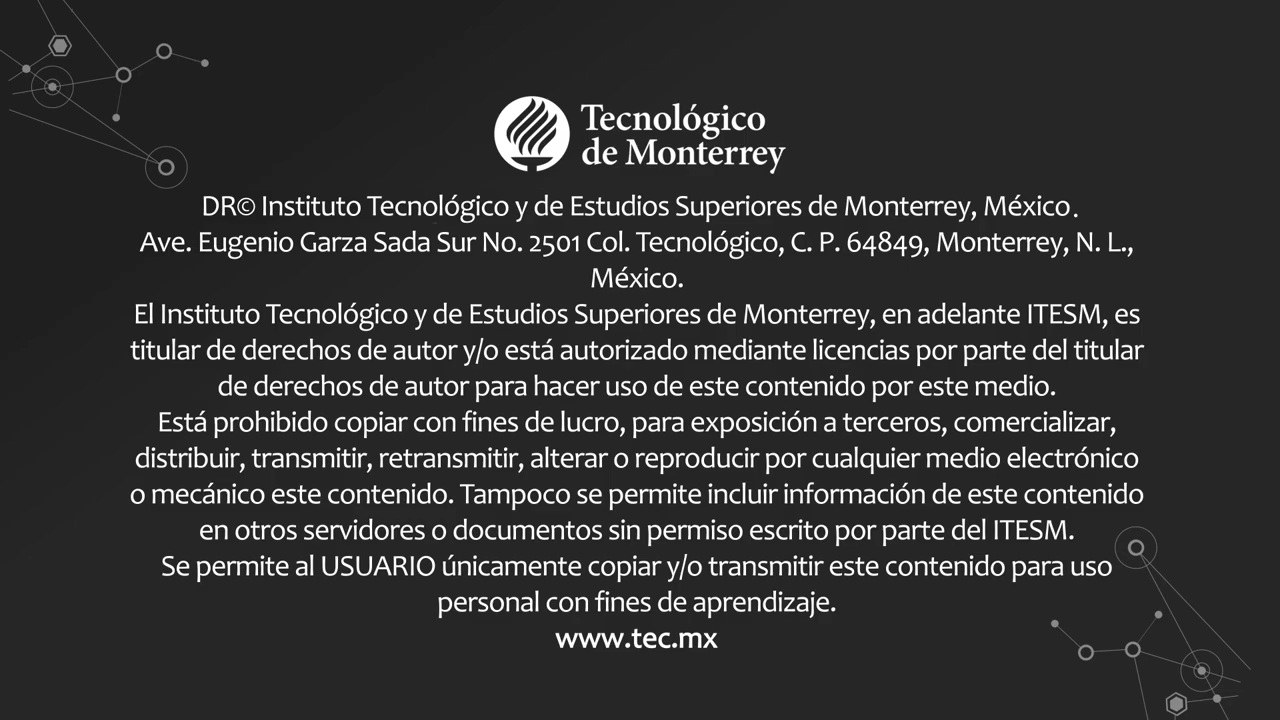 Tecnológico
de Monterrey
DR© Instituto Tecnológico y de Estudios Superiores de Monterrey, México.
Ave. Eugenio Garza Sada Sur No. 2501 Col. Tecnológico, C. P. 64849, Monterrey, N. L.,
México.
El Instituto Tecnológico y de Estudios Superiores de Monterrey, en adelante ITESM, es
titular de derechos de autor y/o está autorizado mediante licencias por parte del titular
de derechos de autor para hacer uso de este contenido por este medio.
Está prohibido copiar con fines de lucro, para exposición a terceros, comercializar,
distribuir, transmitir, retransmitir, alterar o reproducir por cualquier medio electrónico
o mecánico este contenido. Tampoco se permite incluir información de este contenido
en otros servidores o documentos sin permiso escrito por parte del ITESM.
Se permite al USUARIO únicamente copiar y/o transmitir este contenido para uso
personal con fines de aprendizaje.
www.tec.mx